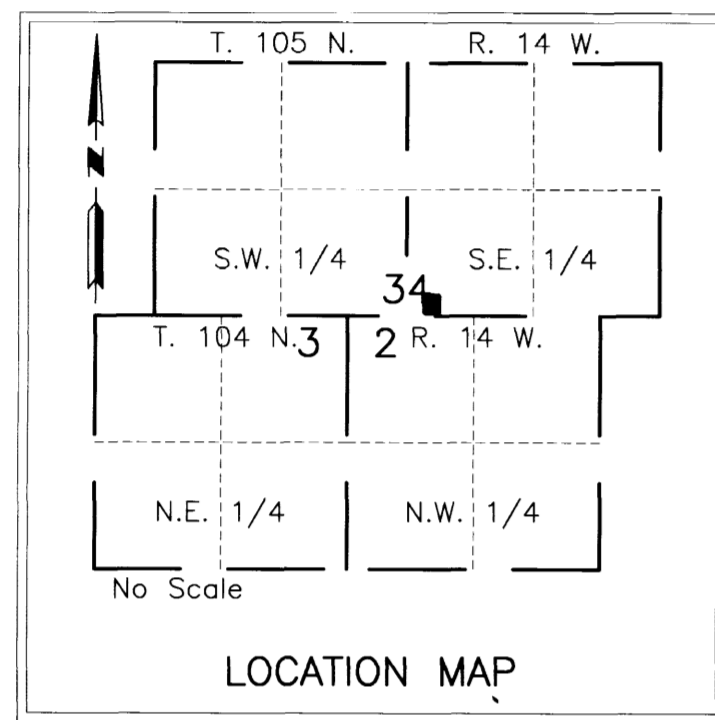 T. 105 N. R. 14 W.
N
S.W. 1/4 S.E. 1/4
34
T. 104 N. 3 2 R. 14 W.
N.E. 1/4 N.W. 1/4
No Scale
LOCATION MAP